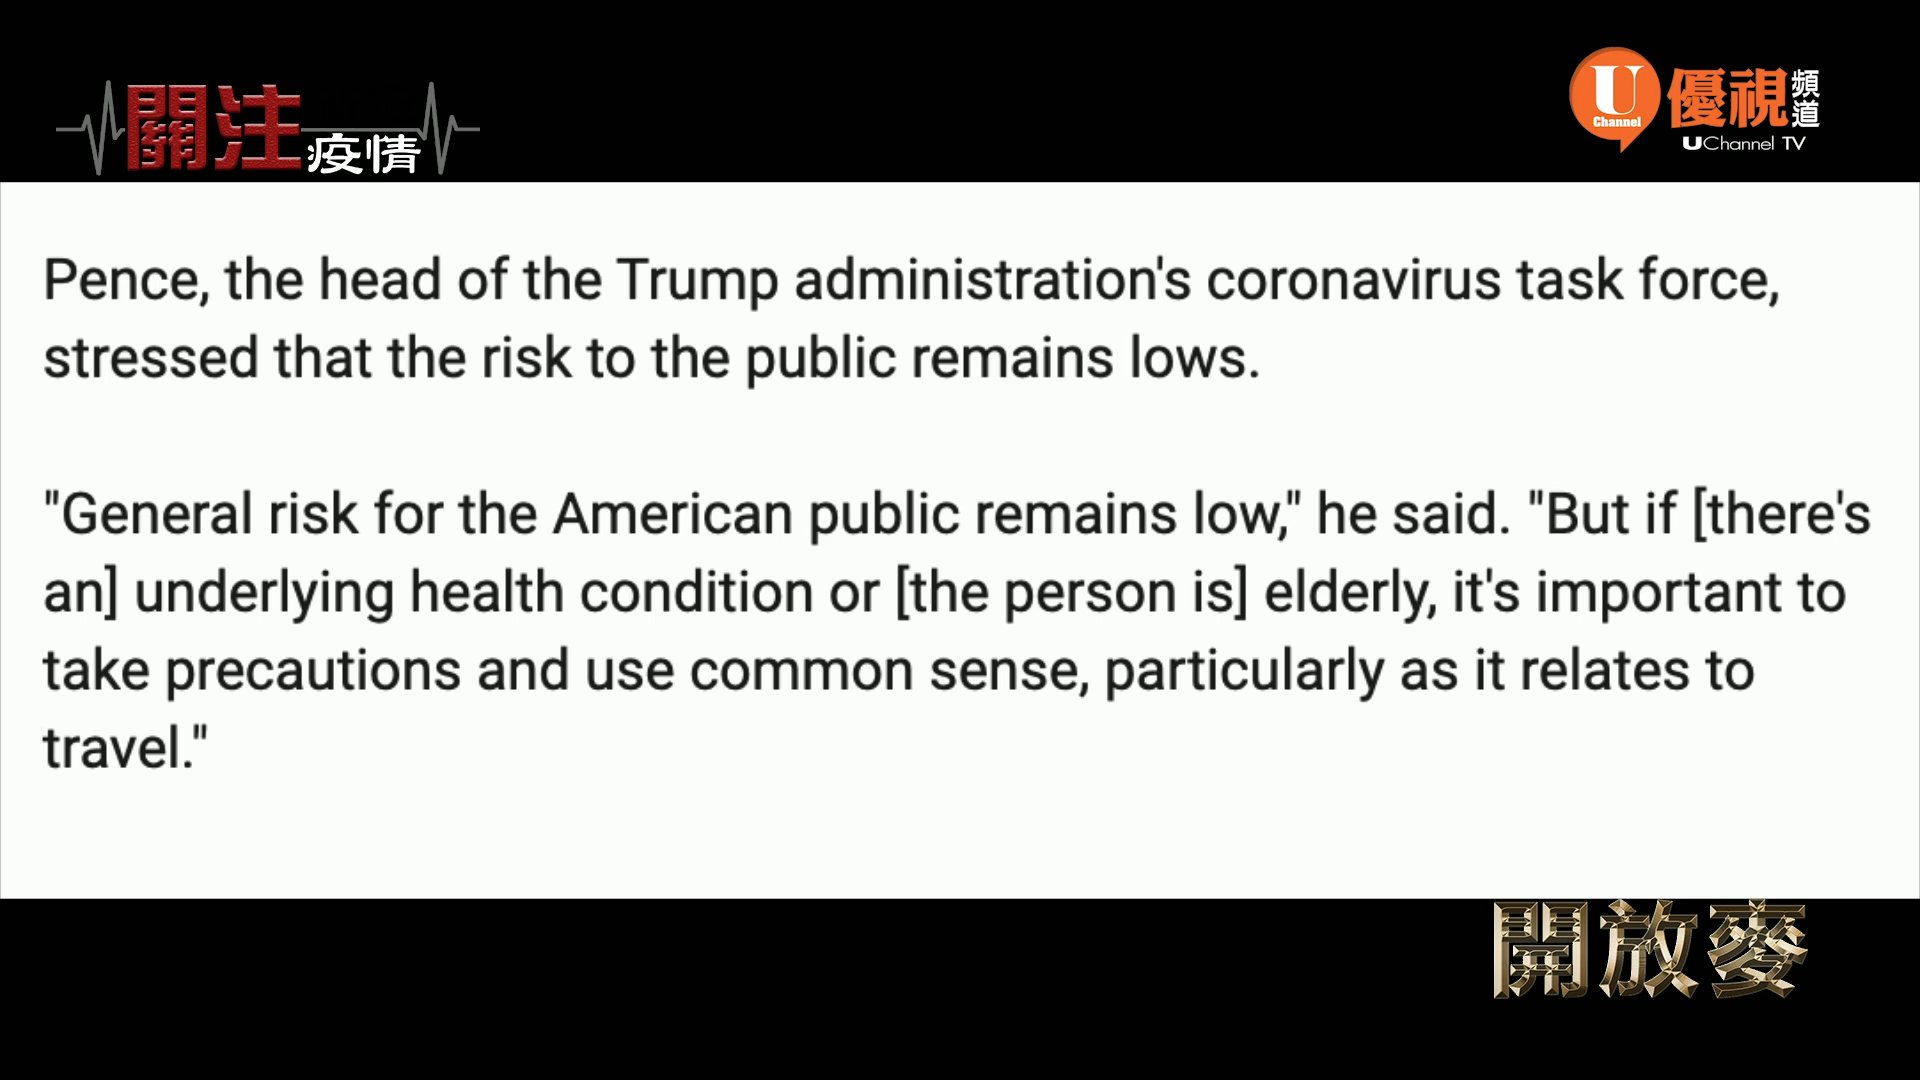 關注
疫情
U
Channel
優視
頻道
UChannel TV
Pence, the head of the Trump administration's coronavirus task force,
stressed that the risk to the public remains lows.
"General risk for the American public remains low," he said. "But if [there's
an] underlying health condition or [the person is] elderly, it's important to
take precautions and use common sense, particularly as it relates to
travel."
開放麥